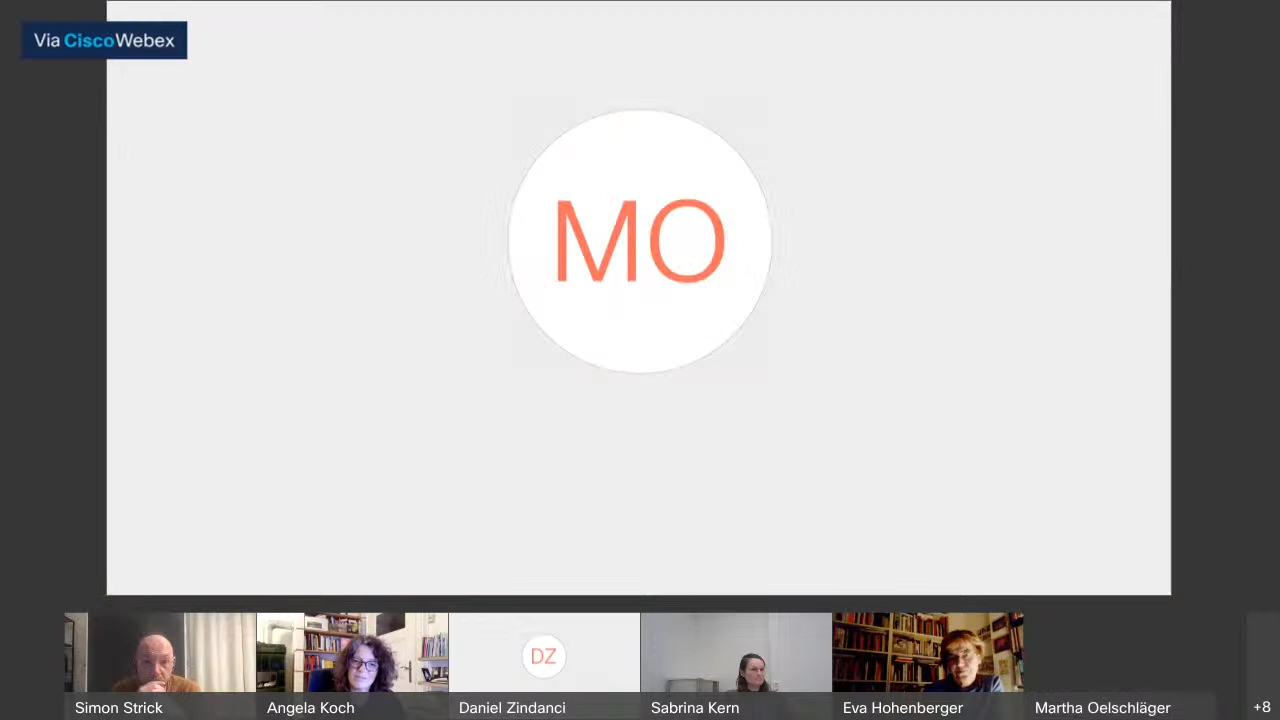 Via CiscoWebex
MO
DZ
Simon Strick
Angela Koch
Daniel Zindanci
Sabrina Kern
Eva Hohenberger
Martha Oelschläger
+8